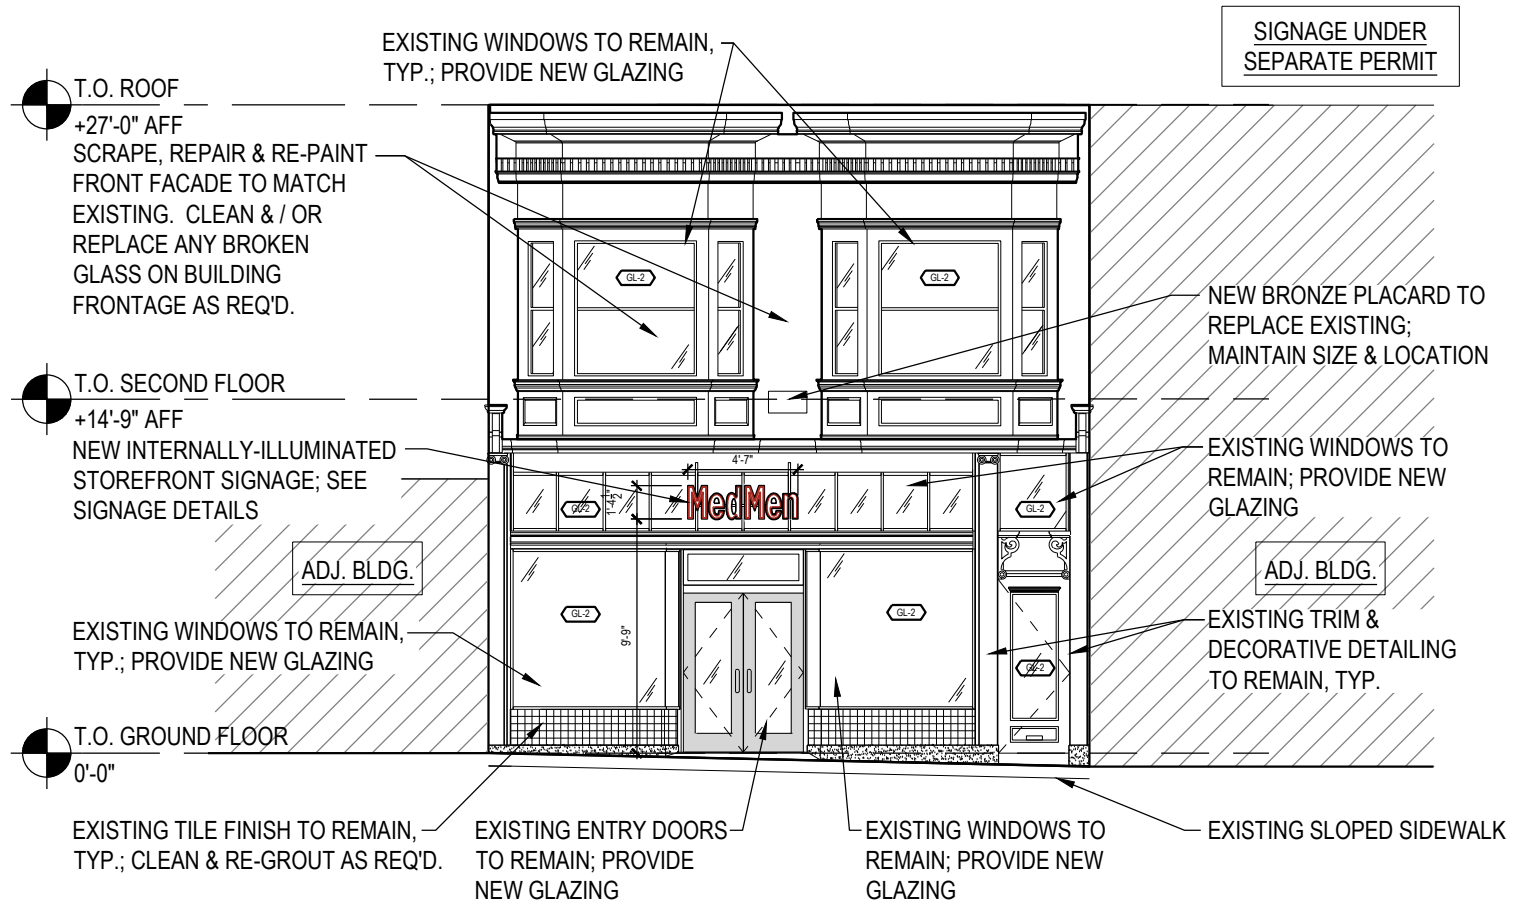 EXISTING WINDOWS TO REMAIN,
TYP.; PROVIDE NEW GLAZING
SIGNAGE UNDER
SEPARATE PERMIT
T.O. ROOF
+27'-0" AFF
SCRAPE, REPAIR & RE-PAINT
FRONT FACADE TO MATCH
EXISTING. CLEAN & / OR
REPLACE ANY BROKEN
GLASS ON BUILDING
FRONTAGE AS REQ'D.
GL-2
GL-2
NEW BRONZE PLACARD TO
REPLACE EXISTING;
MAINTAIN SIZE & LOCATION
T.O. SECOND FLOOR
+14'-9" AFF
NEW INTERNALLY-ILLUMINATED
STOREFRONT SIGNAGE; SEE
SIGNAGE DETAILS
4'-7"
1'-4 1/2"
MedMen
GL-2
GL-2
EXISTING WINDOWS TO
REMAIN; PROVIDE NEW
GLAZING
ADJ. BLDG.
ADJ. BLDG.
GL-2
9'-9"
GL-2
GL-2
EXISTING WINDOWS TO REMAIN,
TYP.; PROVIDE NEW GLAZING
EXISTING TRIM &
DECORATIVE DETAILING
TO REMAIN, TYP.
T.O. GROUND FLOOR
0'-0"
EXISTING TILE FINISH TO REMAIN,
TYP.; CLEAN & RE-GROUT AS REQ'D.
EXISTING ENTRY DOORS
TO REMAIN; PROVIDE
NEW GLAZING
EXISTING WINDOWS TO
REMAIN; PROVIDE NEW
GLAZING
EXISTING SLOPED SIDEWALK